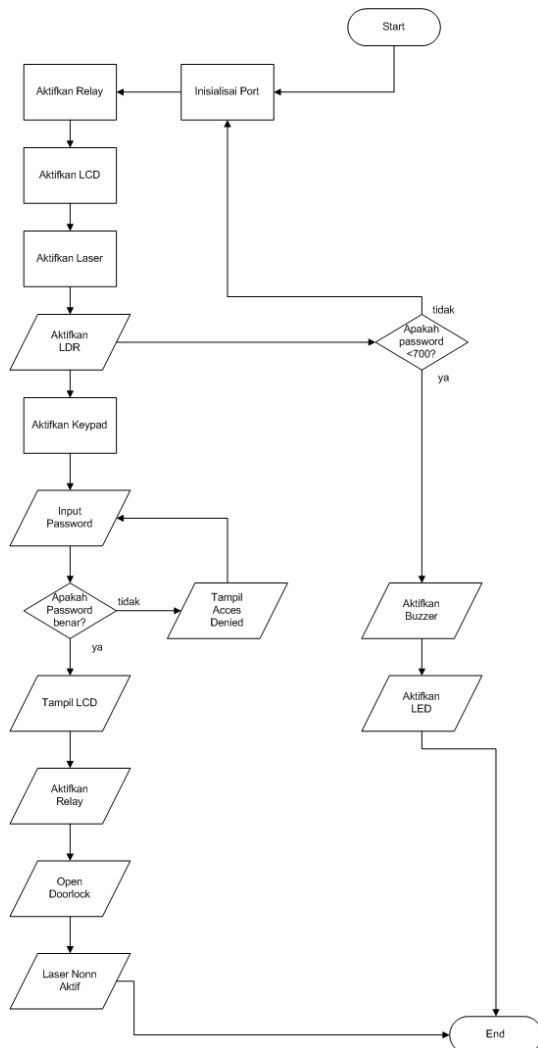 Start
Aktifkan Relay
Inisialisai Port
Aktifkan LCD
Aktifkan Laser
tidak
Aktifkan
LDR
Apakah
password
<700?
ya
Aktifkan Keypad
Input
Password
Apakah
Password
benar?
tidak
Tampil
Acces
Denied
ya
Aktifkan
Buzzer
Tampil LCD
Aktifkan
LED
Aktifkan
Relay
Open
Doorlock
Laser Nonn
Aktif
End